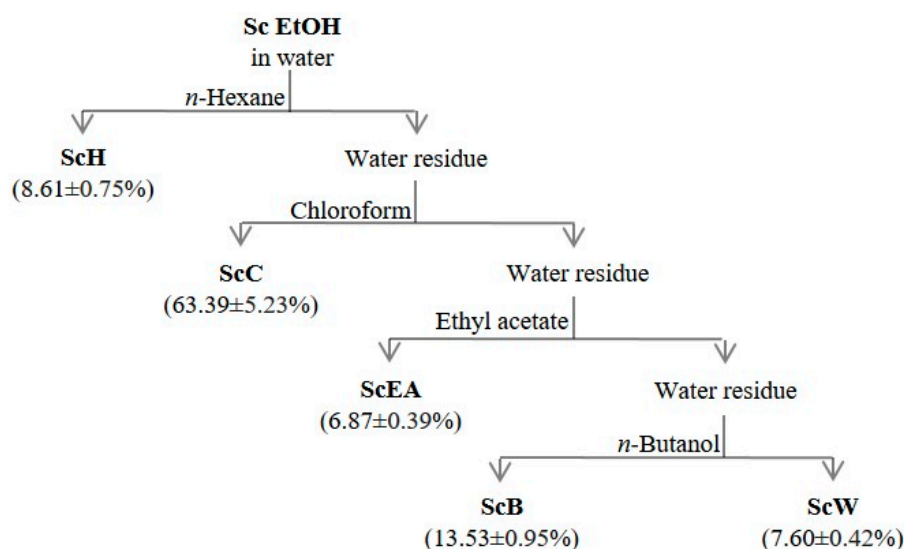 Sc EtOH
in water
n-Hexane
ScH
(8.61±0.75%)
Water residue
Chloroform
ScC
(63.39±5.23%)
Water residue
Ethyl acetate
ScEA
(6.87±0.39%)
Water residue
n-Butanol
ScB
(13.53±0.95%)
ScW
(7.60±0.42%)